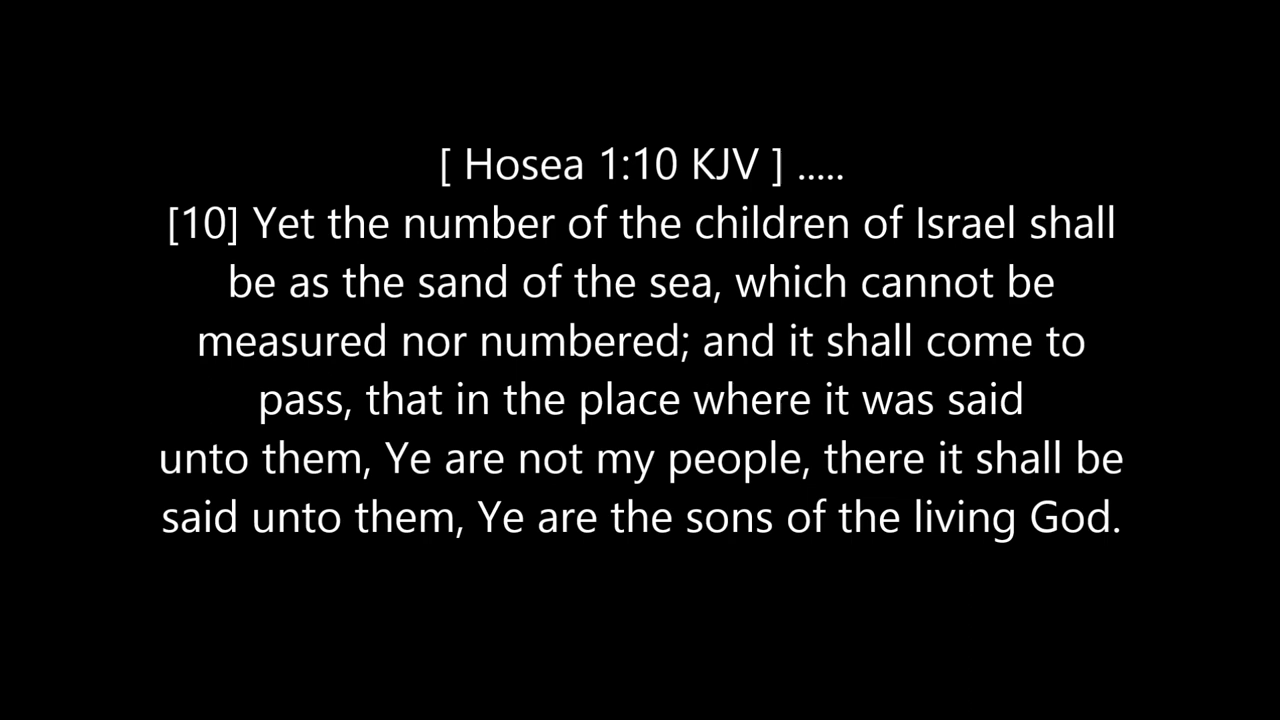 [ Hosea 1:10 KJV ] .....
[10] Yet the number of the children of Israel shall
be as the sand of the sea, which cannot be
measured nor numbered; and it shall come to
pass, that in the place where it was said
unto them, Ye are not my people, there it shall be
said unto them, Ye are the sons of the living God.